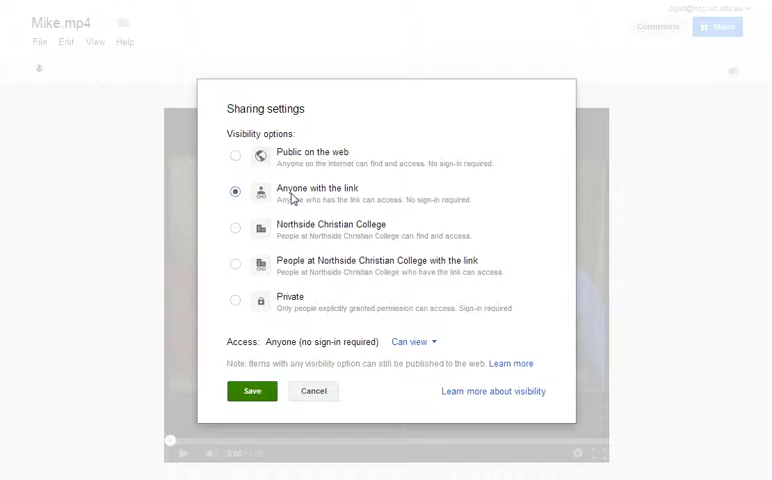 Mike.mp4
File Edit View Help
Comments
Share
Sharing settings
Visibility options:
Public on the web
Anyone on the Internet can find and access. No sign-in required.
Anyone with the link
who has the link can access. No sign-in required.
Northside Christian College
People at Northside Christian College can find and access.
People at Northside Christian College with the link
People at Northside Christian College who have the link can access.
Private
Only people explicitly granted permission can access. Sign-in required
Access: Anyone (no sign-in required) Can view
Note: Items with any visibility option can still be published to the web. Learn more
Save Cancel Learn more about visibility
0:00